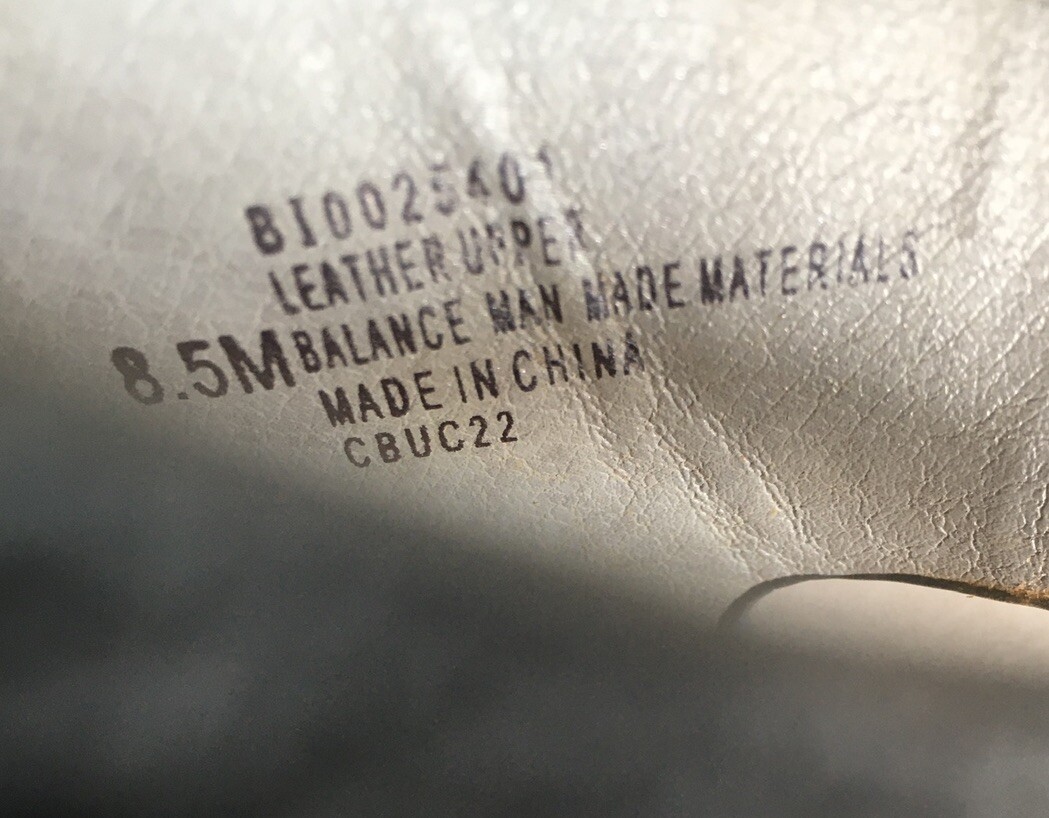 BI0025401
LEATHER UPPER
8.5M BALANCE MAN MADE MATERIALS
MADE IN CHINA
CBUC22